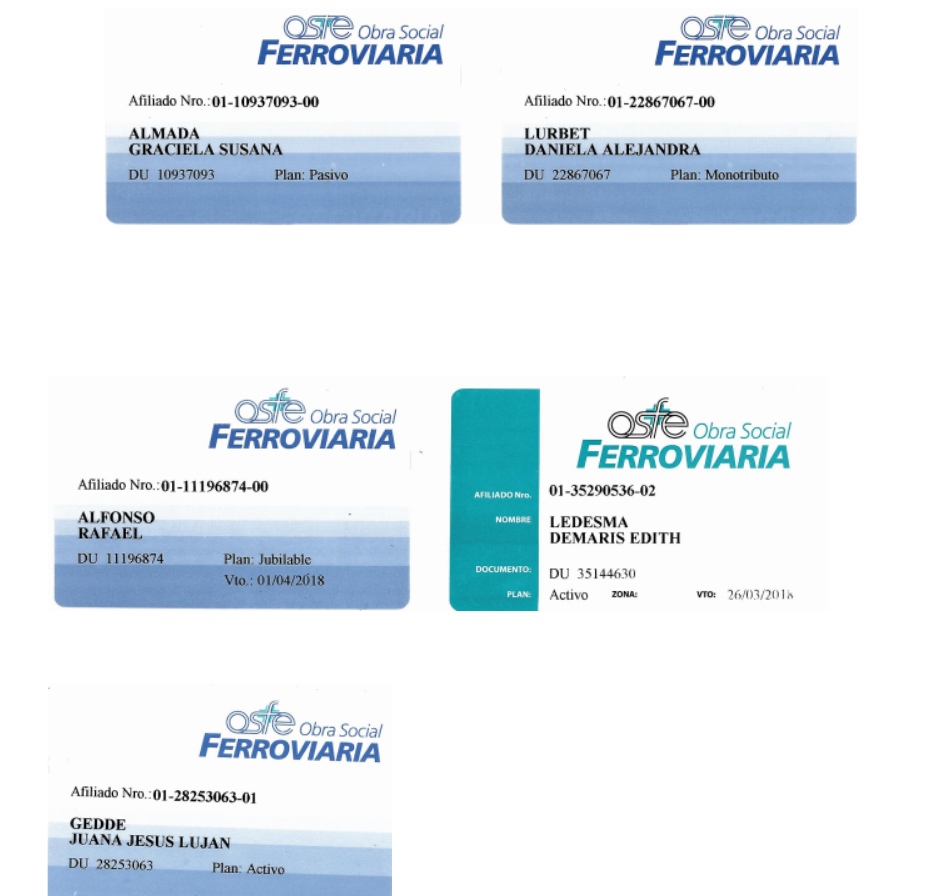 osfe Obra Social
FERROVIARIA
Afiliado Nro.: 01-10937093-00
ALMADA
GRACIELA SUSANA
DU 10937093 Plan: Pasivo
osfe Obra Social
FERROVIARIA
Afiliado Nro.: 01-22867067-00
LURBET
DANIELA ALEJANDRA
DU 22867067 Plan: Monotributo
osfe Obra Social
FERROVIARIA
Afiliado Nro.: 01-11196874-00
ALFONSO
RAFAEL
DU 11196874 Plan: Jubilable
Vto.: 01/04/2018
osfe Obra Social
FERROVIARIA
AFILIADO Nro. 01-35290536-02
NOMBRE LEDESMA
DEMARIS EDITH
DOCUMENTO: DU 35144630
PLAN: Activo ZONA: VTO: 26/03/2018
osfe Obra Social
FERROVIARIA
Afiliado Nro.: 01-28253063-01
GEDDE
JUANA JESUS LUJAN
DU 28253063 Plan: Activo